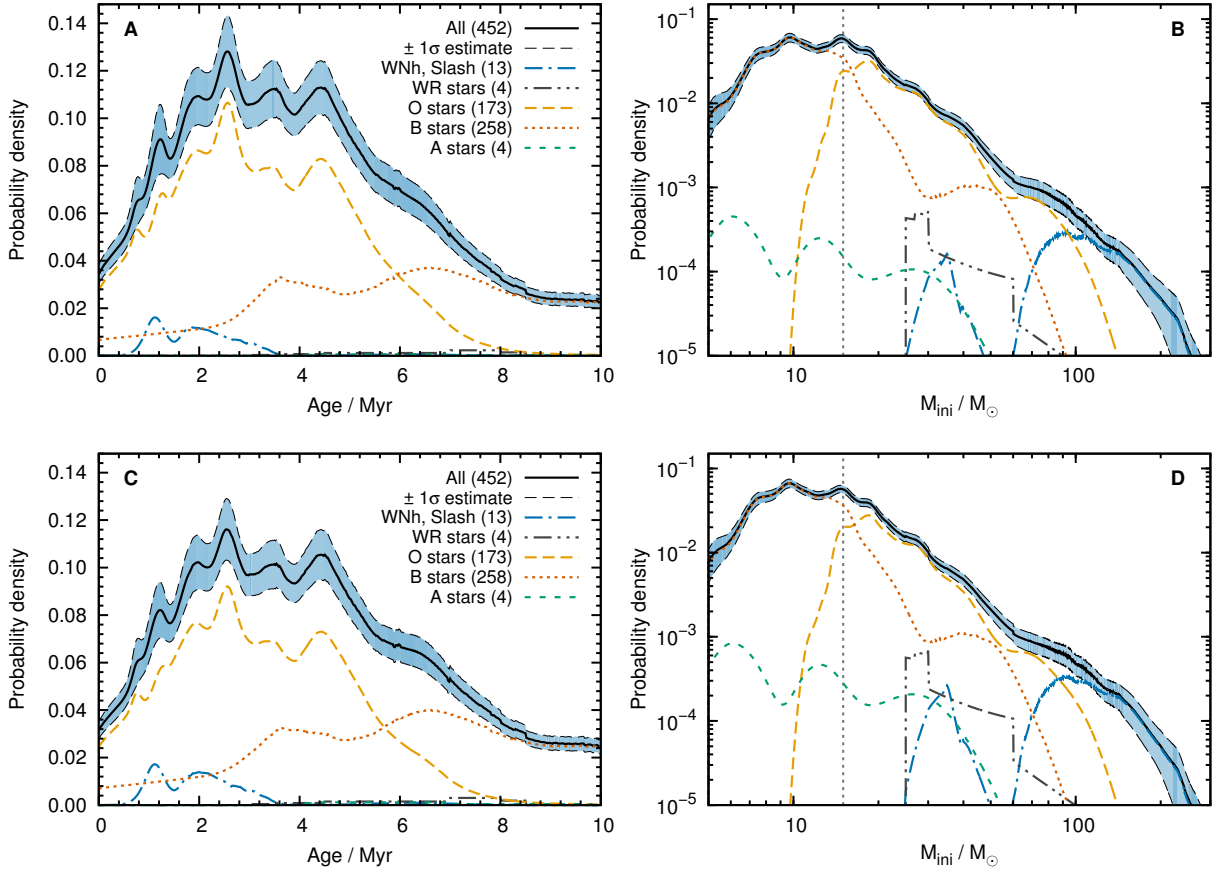 A
Probability density
0.14
0.12
0.10
0.08
0.06
0.04
0.02
0.00
0 2 4 6 8 10
Age / Myr
All (452)
± 1σ estimate
WNh, Slash (13)
WR stars (4)
O stars (173)
B stars (258)
A stars (4)
B
Probability density
10⁻¹
10⁻²
10⁻³
10⁻⁴
10⁻⁵
10 100
M_ini / M_⊙
C
Probability density
0.14
0.12
0.10
0.08
0.06
0.04
0.02
0.00
0 2 4 6 8 10
Age / Myr
All (452)
± 1σ estimate
WNh, Slash (13)
WR stars (4)
O stars (173)
B stars (258)
A stars (4)
D
Probability density
10⁻¹
10⁻²
10⁻³
10⁻⁴
10⁻⁵
10 100
M_ini / M_⊙